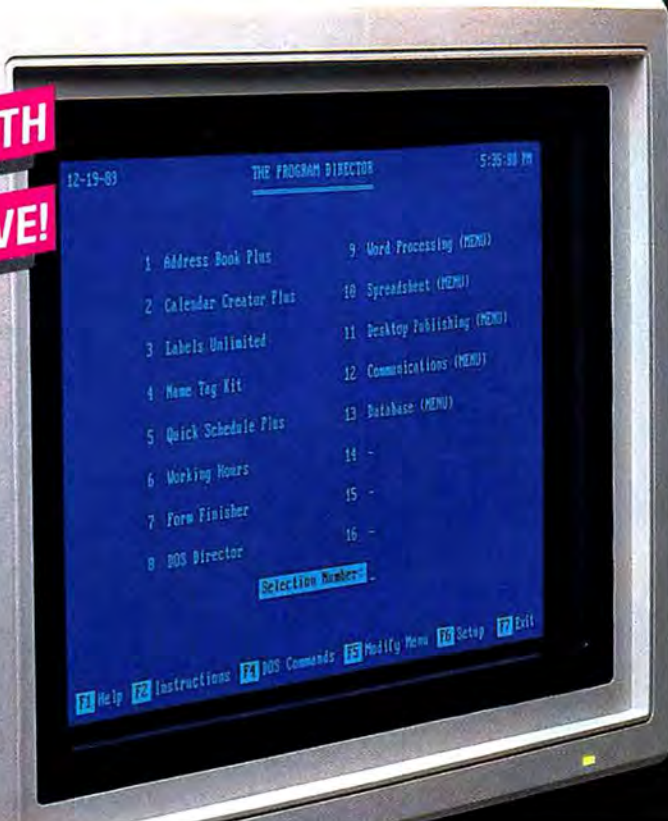 TH
VE!
12-19-83 THE PROGRAM DIRECTOR 5:35:00 PM
1 Address Book Plus
2 Calendar Creator Plus
3 Labels Unlimited
4 Name Tag Kit
5 Quick Schedule Plus
6 Working Hours
7 Form Finisher
8 DOS Director
9 Word Processing (MENU)
10 Spreadsheet (MENU)
11 Desktop Publishing (MENU)
12 Communications (MENU)
13 Database (MENU)
14 -
15 -
16 -
Selection Number: _
F1 Help F2 Instructions F4 DOS Commands F5 Modify Menu F6 Setup F7 Exit